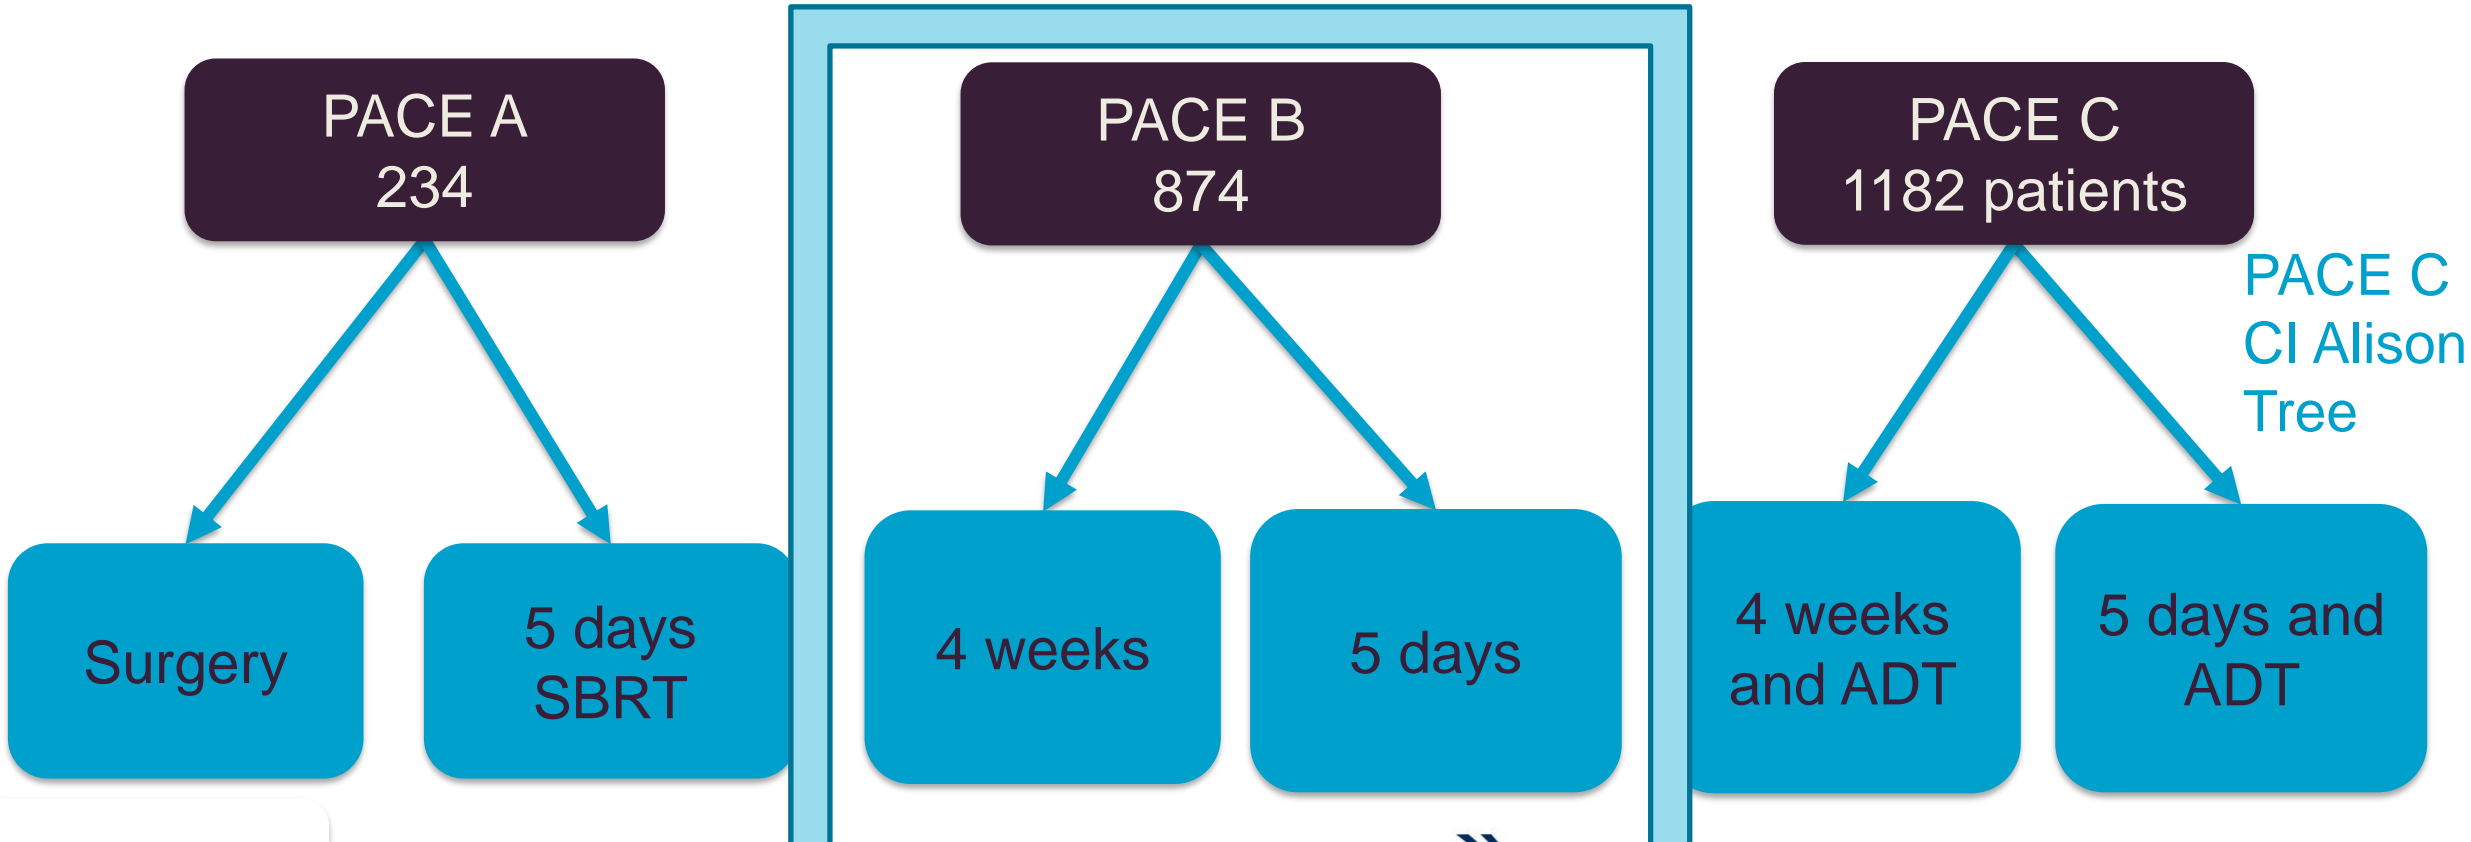 PACE A
234
PACE B
874
PACE C
1182 patients
PACE C
CI Alison
Tree
Surgery
5 days
SBRT
4 weeks
5 days
4 weeks
and ADT
5 days and
ADT